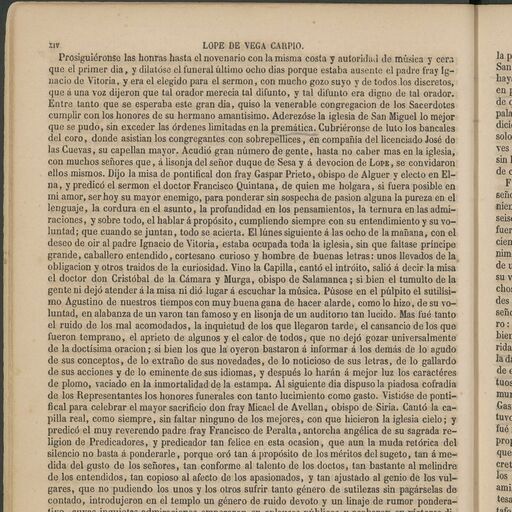 XIV LOPE DE VEGA CARPIO.
Prosiguiéronse las honras hasta el novenario con la misma costa y autoridad de música y cera
que el primer dia, y dilatóse el funeral último ocho dias porque estaba ausente el padre fray Ig-
nacio de Vitoria, y era el elegido para el sermon, con mucho gozo suyo y de todos los discretos,
que á una voz dijeron que tal orador merecia tal difunto, y tal difunto era digno de tal orador.
Entre tanto que se esperaba este gran dia, quiso la venerable congregacion de los Sacerdotes
cumplir con los honores de su hermano amantísimo. Aderezóse la iglesia de San Miguel lo mejor
que se pudo, sin exceder las órdenes limitadas en la premática. Cubriéronse de luto los bancales
del coro, donde asistian los congregantes con sobrepellices, en compañía del licenciado José de
las Cuevas, su capellan mayor. Acudió gran número de gente, hasta no caber mas en la iglesia,
con muchos señores que, á lisonja del señor duque de Sesa y á devocion de LOPE, se convidaron
ellos mismos. Dijo la misa de pontifical don fray Gaspar Prieto, obispo de Alguer y electo en El-
na, y predicó el sermon el doctor Francisco Quintana, de quien me holgara, si fuera posible en
mi amor, ser hoy su mayor enemigo, para ponderar sin sospecha de pasion alguna la pureza en el
lenguaje, la cordura en el asunto, la profundidad en los pensamientos, la ternura en las admi-
raciones, y sobre todo, el hablar á propósito, cumpliendo siempre con su entendimiento y su vo-
luntad; que cuando se juntan, todo se acierta. El lúnes siguiente á las ocho de la mañana, con el
deseo de oir al padre Ignacio de Vitoria, estaba ocupada toda la iglesia, sin que faltase príncipe
grande, caballero entendido, cortesano curioso y hombre de buenas letras: unos llevados de la
obligacion y otros traidos de la curiosidad. Vino la Capilla, cantó el intróito, salió á decir la misa
el doctor don Cristóbal de la Cámara y Murga, obispo de Salamanca; si bien el tumulto de la
gente ni dejó atender á la misa ni dió lugar á escuchar la música. Púsose en el púlpito el sutilísi-
mo Agustino de nuestros tiempos con muy buena gana de hacer alarde, como lo hizo, de su vo-
luntad, en alabanza de un varon tan famoso y en lisonja de un auditorio tan lucido. Mas fué tanto
el ruido de los mal acomodados, la inquietud de los que llegaron tarde, el cansancio de los que
fueron temprano, el aprieto de algunos y el calor de todos, que no dejó gozar universalmente
de la doctísima oracion; si bien los que la oyeron bastaron á informar á los demás de lo agudo
de sus conceptos, de lo extraño de sus novedades, de lo noticioso de sus letras, de lo gallardo
de sus acciones y de lo eminente de sus idiomas, y después lo harán á mejor luz los caractéres
de plomo, vaciado en la inmortalidad de la estampa. Al siguiente dia dispuso la piadosa cofradía
de los Representantes los honores funerales con tanto lucimiento como gasto. Vistióse de ponti-
fical para celebrar el mayor sacrificio don fray Micael de Avellan, obispo de Siria. Cantó la ca-
pilla real, como siempre, sin faltar ninguno de los mejores, con que hicieron la iglesia cielo; y
predicó el muy reverendo padre fray Francisco de Peralta, antorcha angélica de su sagrada re-
ligion de Predicadores, y predicador tan felice en esta ocasion, que aun la muda retórica del
silencio no basta á ponderarle, porque oró tan á propósito de los méritos del sugeto, tan á me-
dida del gusto de los señores, tan conforme al talento de los doctos, tan bastante al melindre
de los entendidos, tan copioso al afecto de los apasionados, y tan ajustado al genio de los vul-
gares, que no pudiendo los unos y los otros sufrir tanto género de sutilezas sin pagárselas de
contado, introdujeron en el templo un género de ruido devoto y un linaje de rumor pondera-